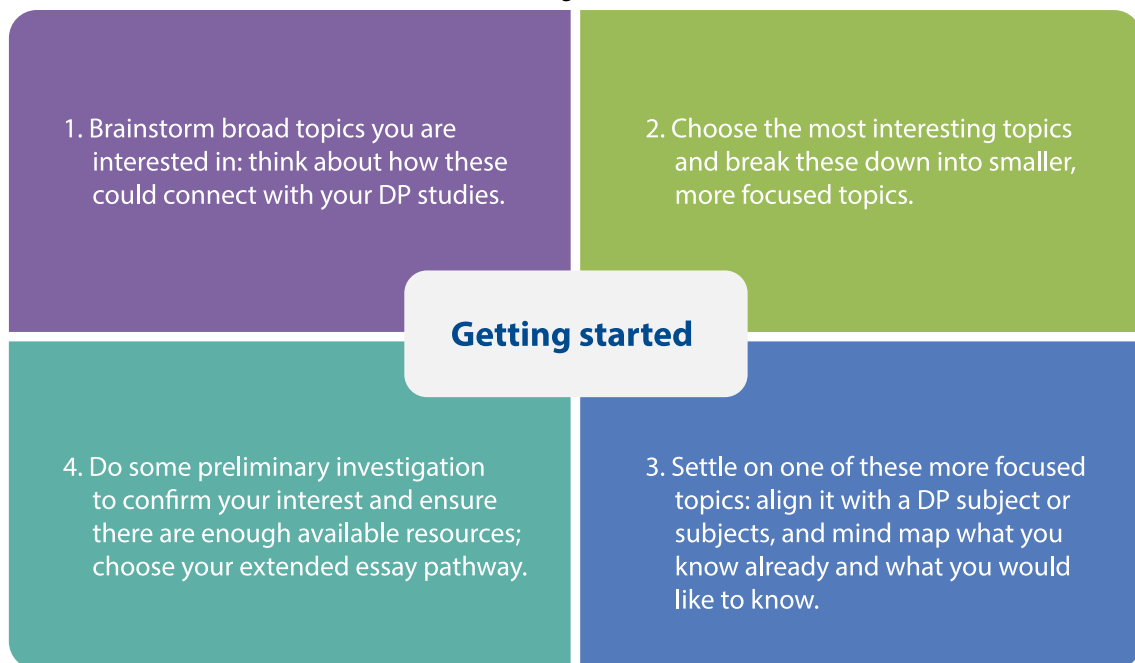 1. Brainstorm broad topics you are
interested in: think about how these
could connect with your DP studies.
2. Choose the most interesting topics
and break these down into smaller,
more focused topics.
Getting started
3. Settle on one of these more focused
topics: align it with a DP subject or
subjects, and mind map what you
know already and what you would
like to know.
4. Do some preliminary investigation
to confirm your interest and ensure
there are enough available resources;
choose your extended essay pathway.